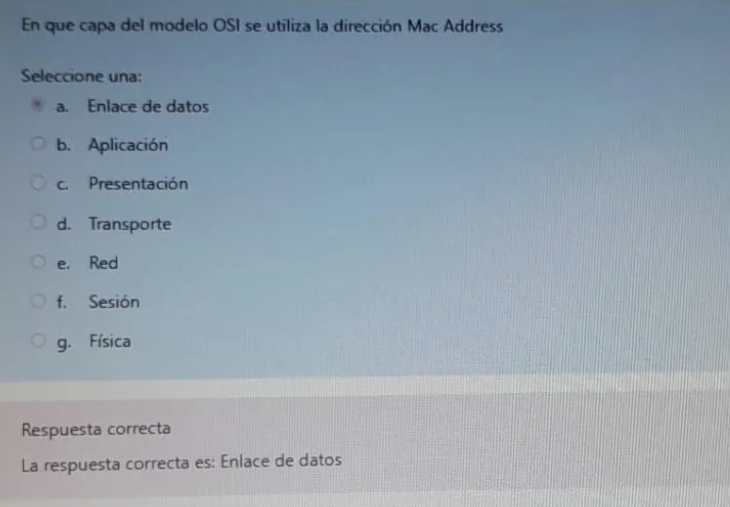 En que capa del modelo OSI se utiliza la dirección Mac Address
Seleccione una:
a. Enlace de datos
b. Aplicación
c. Presentación
d. Transporte
e. Red
f. Sesión
g. Física
Respuesta correcta
La respuesta correcta es: Enlace de datos